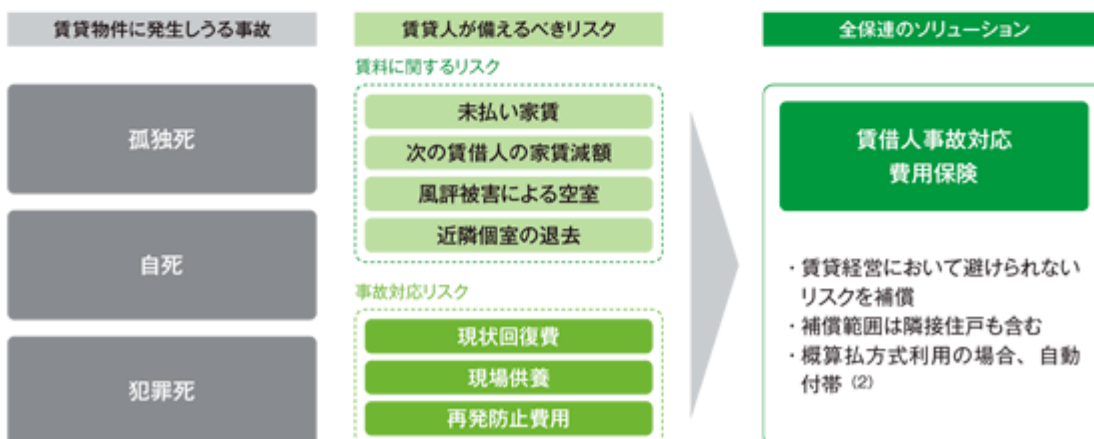 賃貸物件に発生しうる事故
孤独死
自死
犯罪死
賃貸人が備えるべきリスク
賃料に関するリスク
未払い家賃
次の賃借人の家賃減額
風評被害による空室
近隣個室の退去
事故対応リスク
現状回復費
現場供養
再発防止費用
全保連のソリューション
賃借人事故対応
費用保険
・賃貸経営において避けられない
リスクを補償
・補償範囲は隣接住戸も含む
・概算払方式利用の場合、自動
付帯 (2)